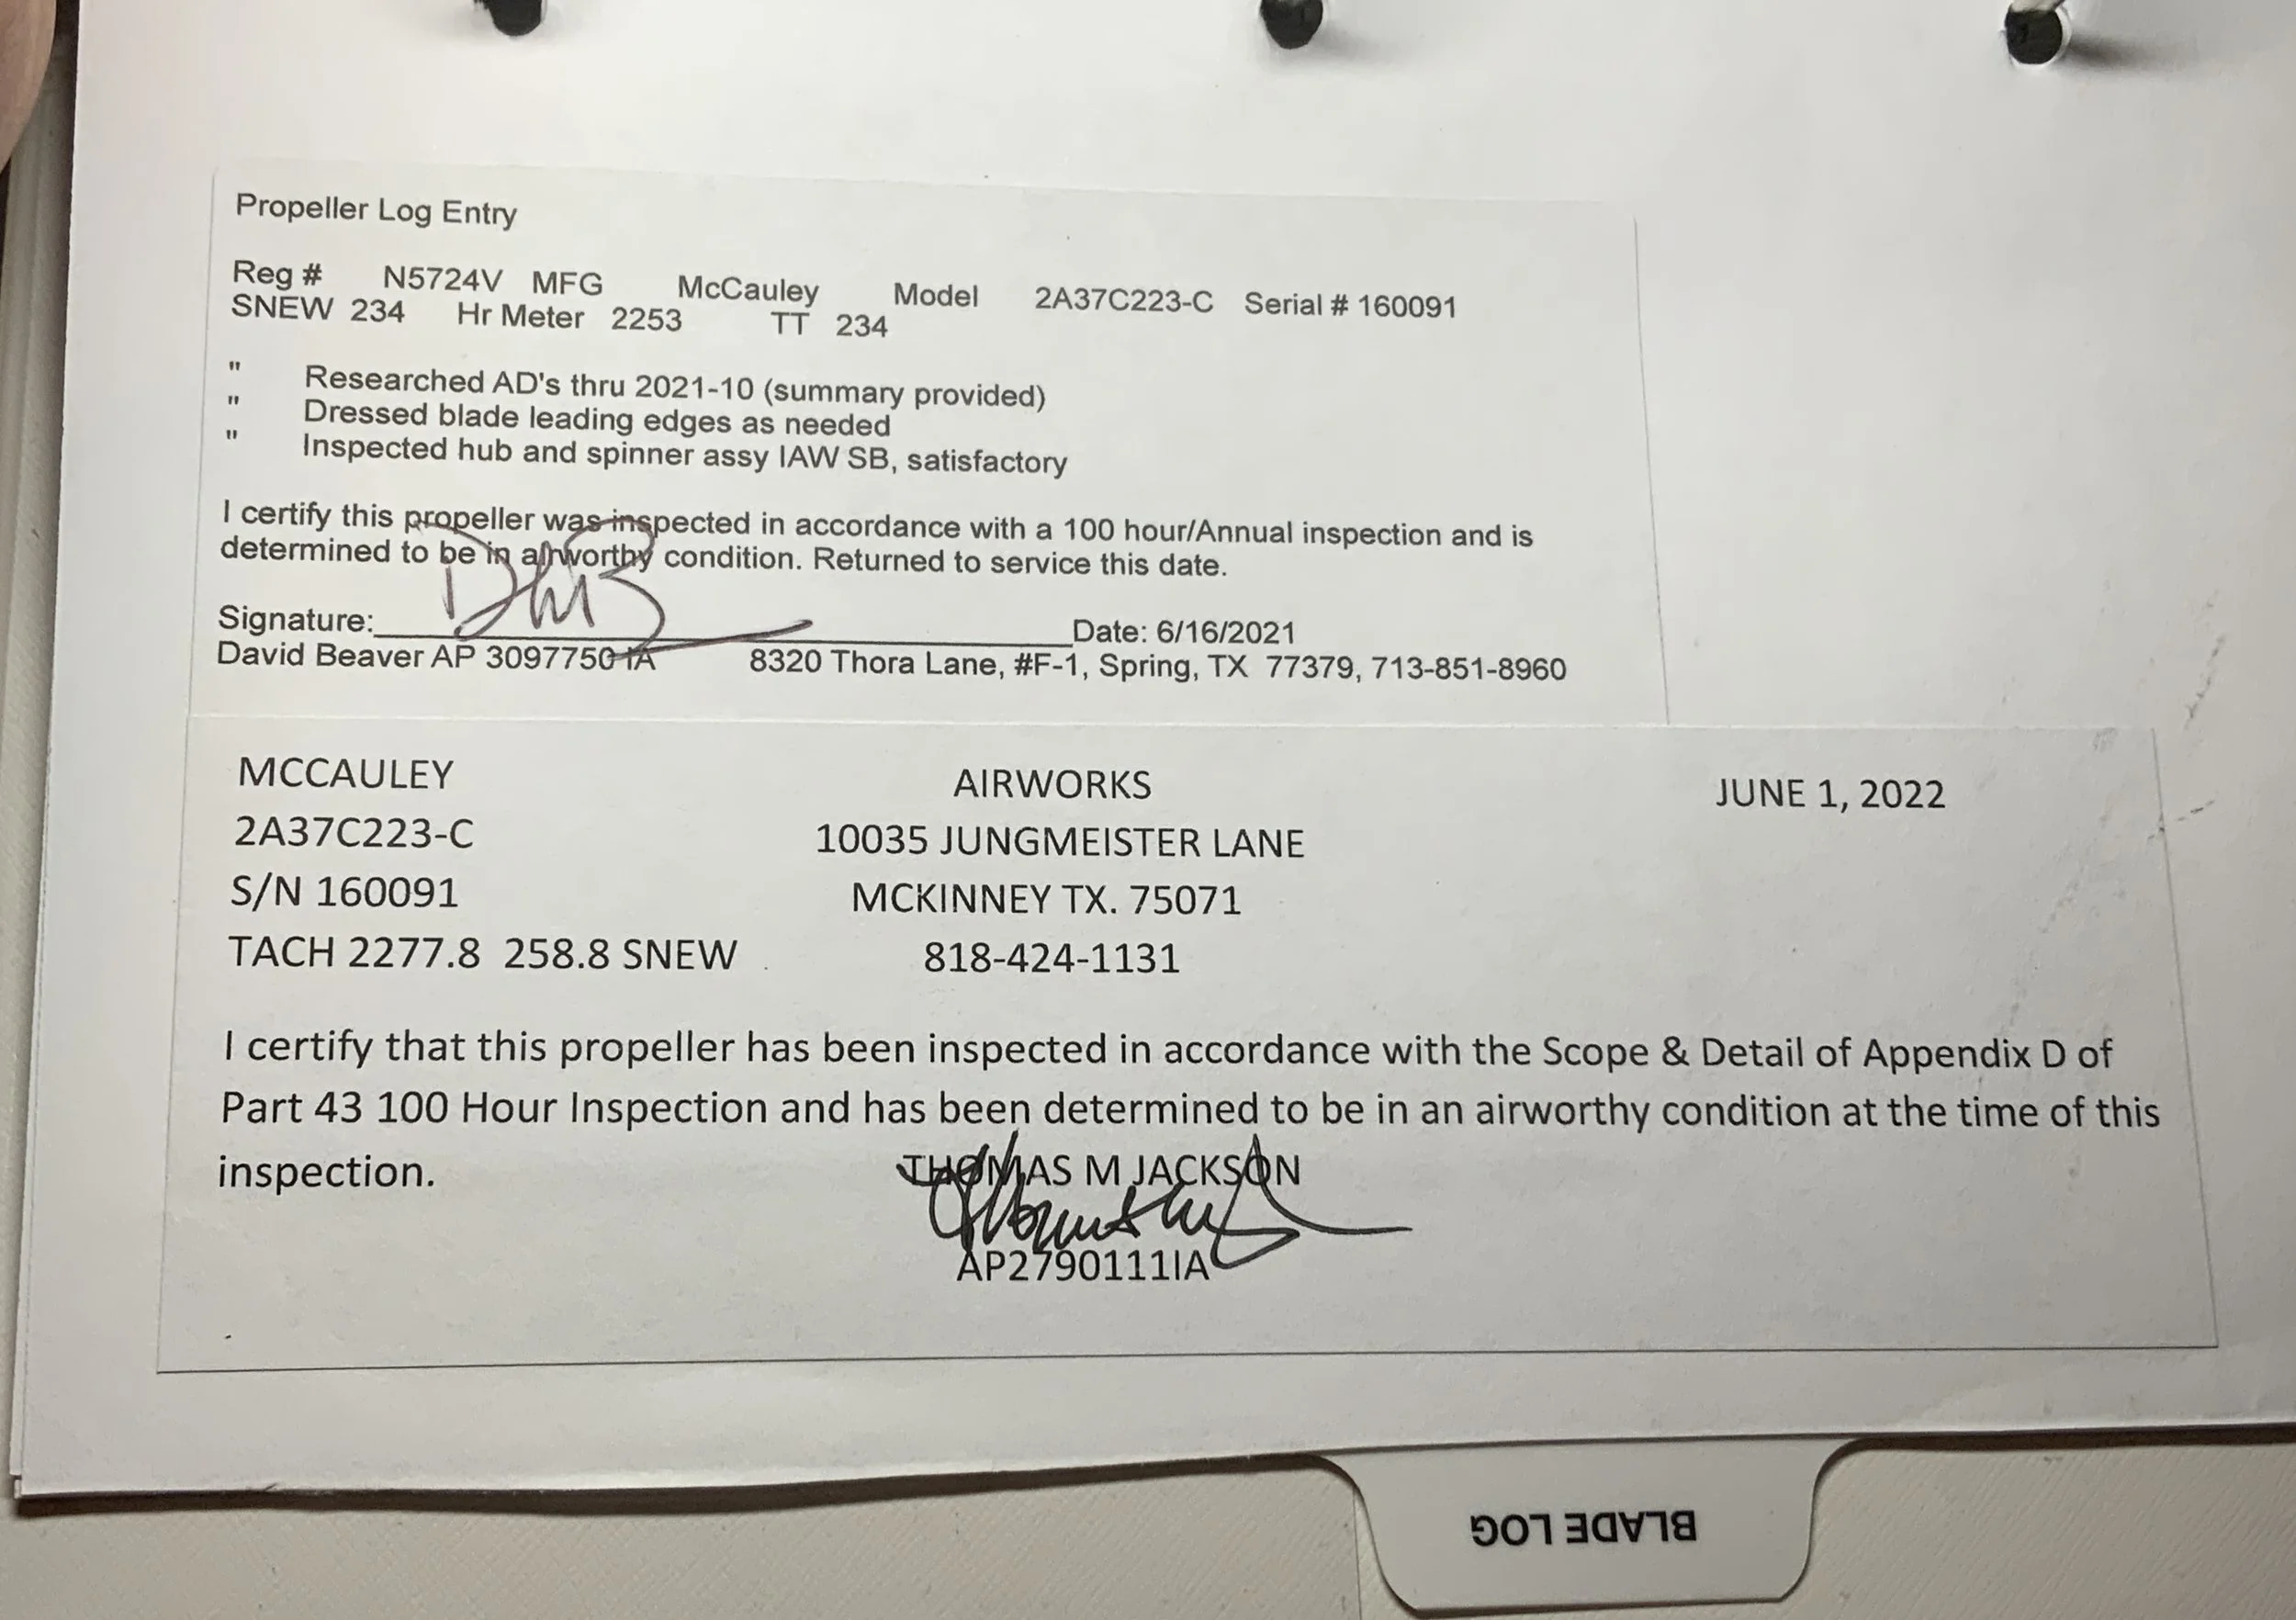 Propeller Log Entry
Reg # N5724V MFG McCauley Model 2A37C223-C Serial # 160091
SNEW 234 Hr Meter 2253 TT 234
" Researched AD's thru 2021-10 (summary provided)
" Dressed blade leading edges as needed
" Inspected hub and spinner assy IAW SB, satisfactory
I certify this propeller was inspected in accordance with a 100 hour/Annual inspection and is
determined to be in airworthy condition. Returned to service this date.
Signature: Date: 6/16/2021
David Beaver AP 3097750 IA 8320 Thora Lane, #F-1, Spring, TX 77379, 713-851-8960
MCCAULEY AIRWORKS JUNE 1, 2022
2A37C223-C 10035 JUNGMEISTER LANE
S/N 160091 MCKINNEY TX. 75071
TACH 2277.8 258.8 SNEW 818-424-1131
I certify that this propeller has been inspected in accordance with the Scope & Detail of Appendix D of
Part 43 100 Hour Inspection and has been determined to be in an airworthy condition at the time of this
inspection. THOMAS M JACKSON
AP2790111IA
BLADE LOG